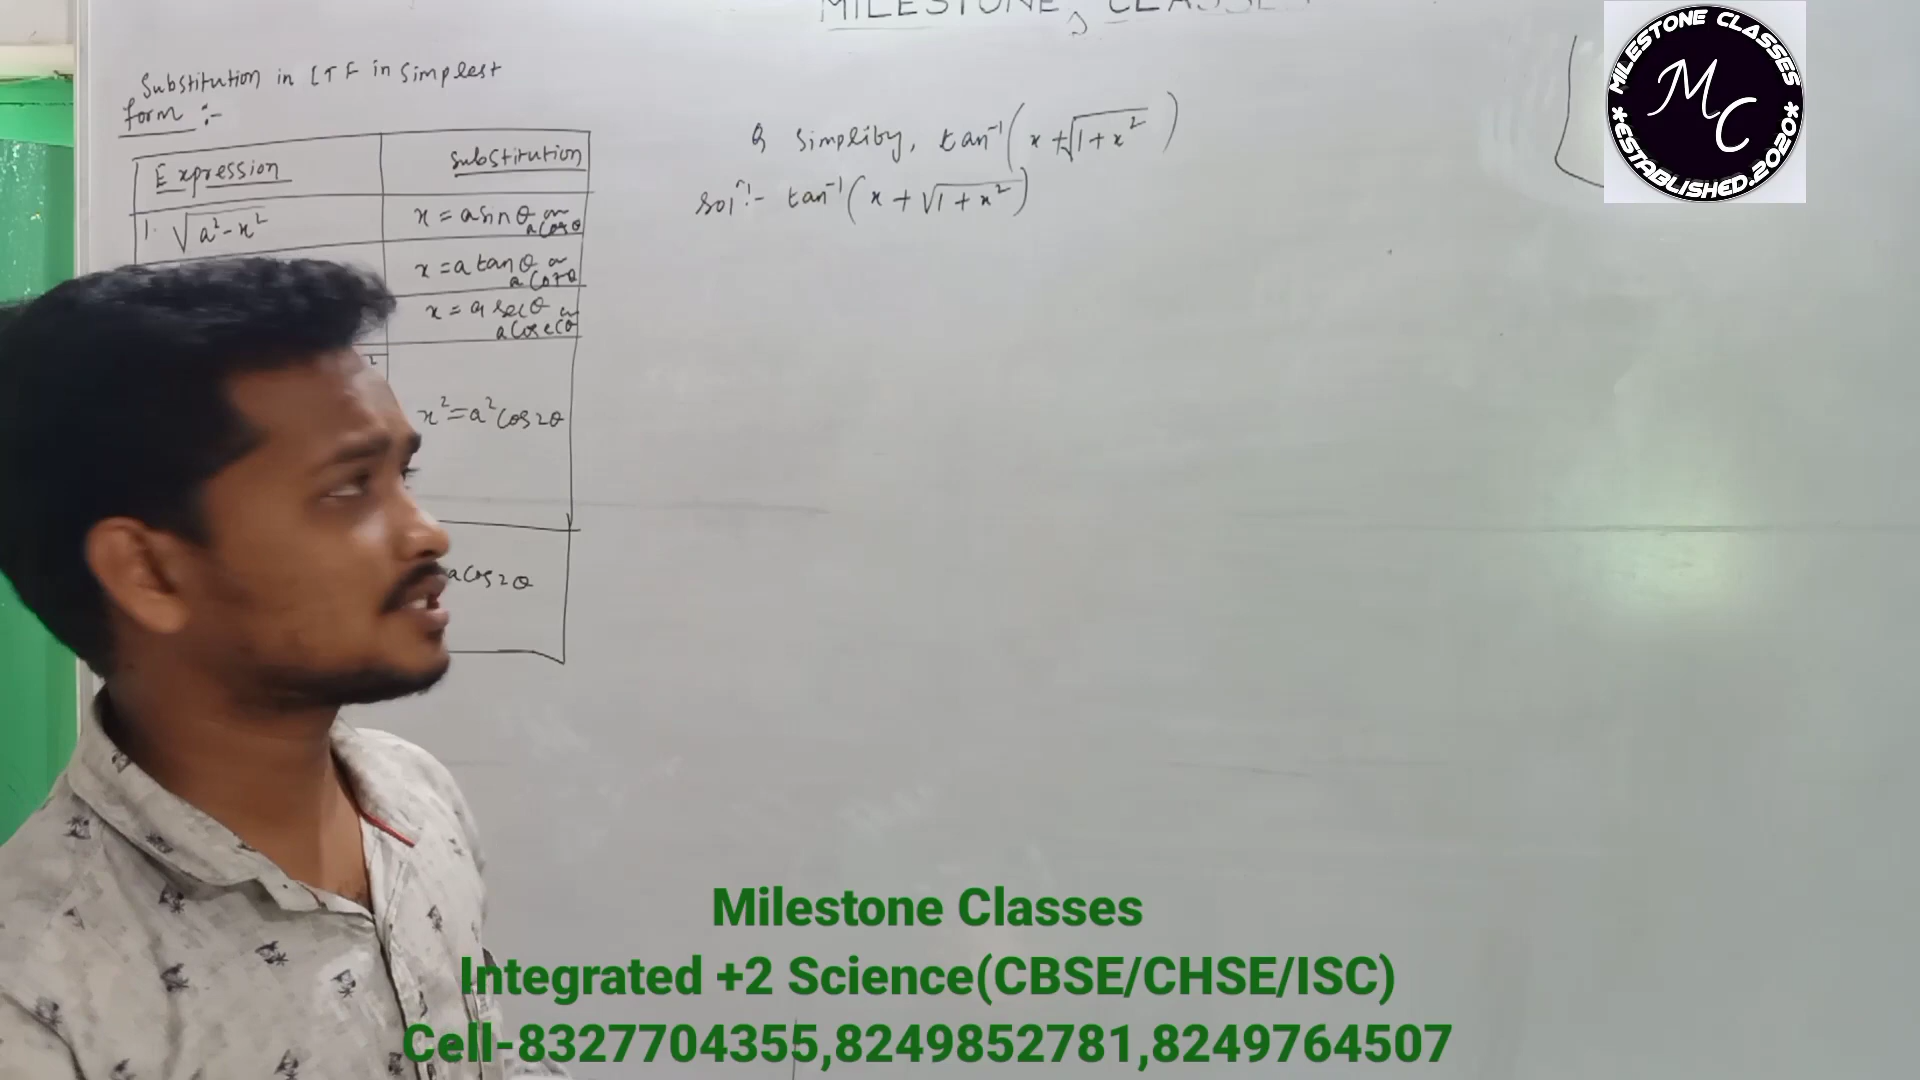 MILESTONE CLASSES
Substitution in ITF in Simplest
form :-
Expression Substitution
1. √a²-x² x = a sin θ or
a cos θ
x = a tan θ or
a cot θ
x = a sec θ or
a cosec θ
2
x² = a² cos 2θ
a cos 2θ
Q Simplify, tan⁻¹(x + √1+x²)
Solⁿ:- tan⁻¹(x + √1+x²)
MILESTONE CLASSES
MC
*ESTABLISHED.2020*
Milestone Classes
Integrated +2 Science(CBSE/CHSE/ISC)
Cell-8327704355,8249852781,8249764507